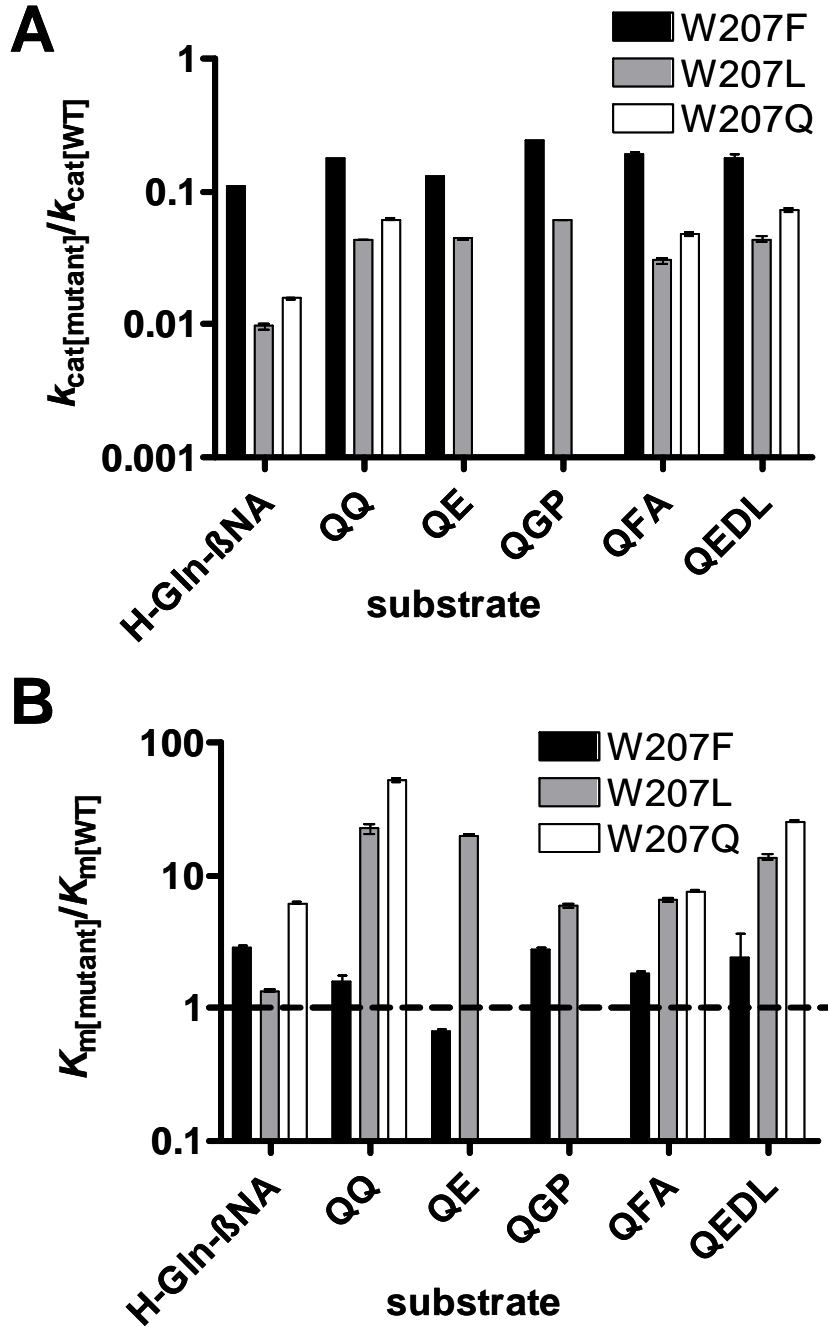 A
W207F
W207L
W207Q
kcat[mutant]/kcat[WT]
1
0.1
0.01
0.001
H-Gln-ßNA QQ QE QGP QFA QEDL
substrate
B
W207F
W207L
W207Q
Km[mutant]/Km[WT]
100
10
1
0.1
H-Gln-ßNA QQ QE QGP QFA QEDL
substrate